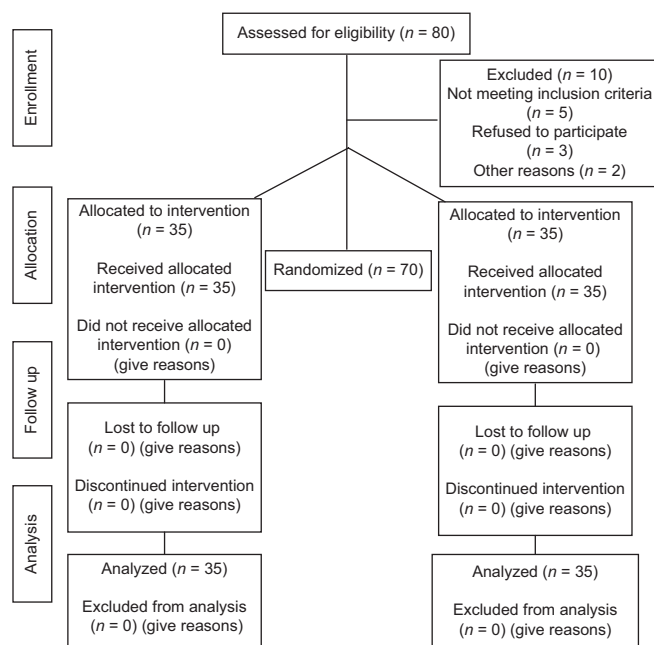 Enrollment
Assessed for eligibility (n = 80)
Excluded (n = 10)
Not meeting inclusion criteria
(n = 5)
Refused to participate
(n = 3)
Other reasons (n = 2)
Allocation
Allocated to intervention
(n = 35)
Received allocated
intervention (n = 35)
Did not receive allocated
intervention (n = 0)
(give reasons)
Randomized (n = 70)
Allocated to intervention
(n = 35)
Received allocated
intervention (n = 35)
Did not receive allocated
intervention (n = 0)
(give reasons)
Follow up
Lost to follow up
(n = 0) (give reasons)
Discontinued intervention
(n = 0) (give reasons)
Lost to follow up
(n = 0) (give reasons)
Discontinued intervention
(n = 0) (give reasons)
Analysis
Analyzed (n = 35)
Excluded from analysis
(n = 0) (give reasons)
Analyzed (n = 35)
Excluded from analysis
(n = 0) (give reasons)